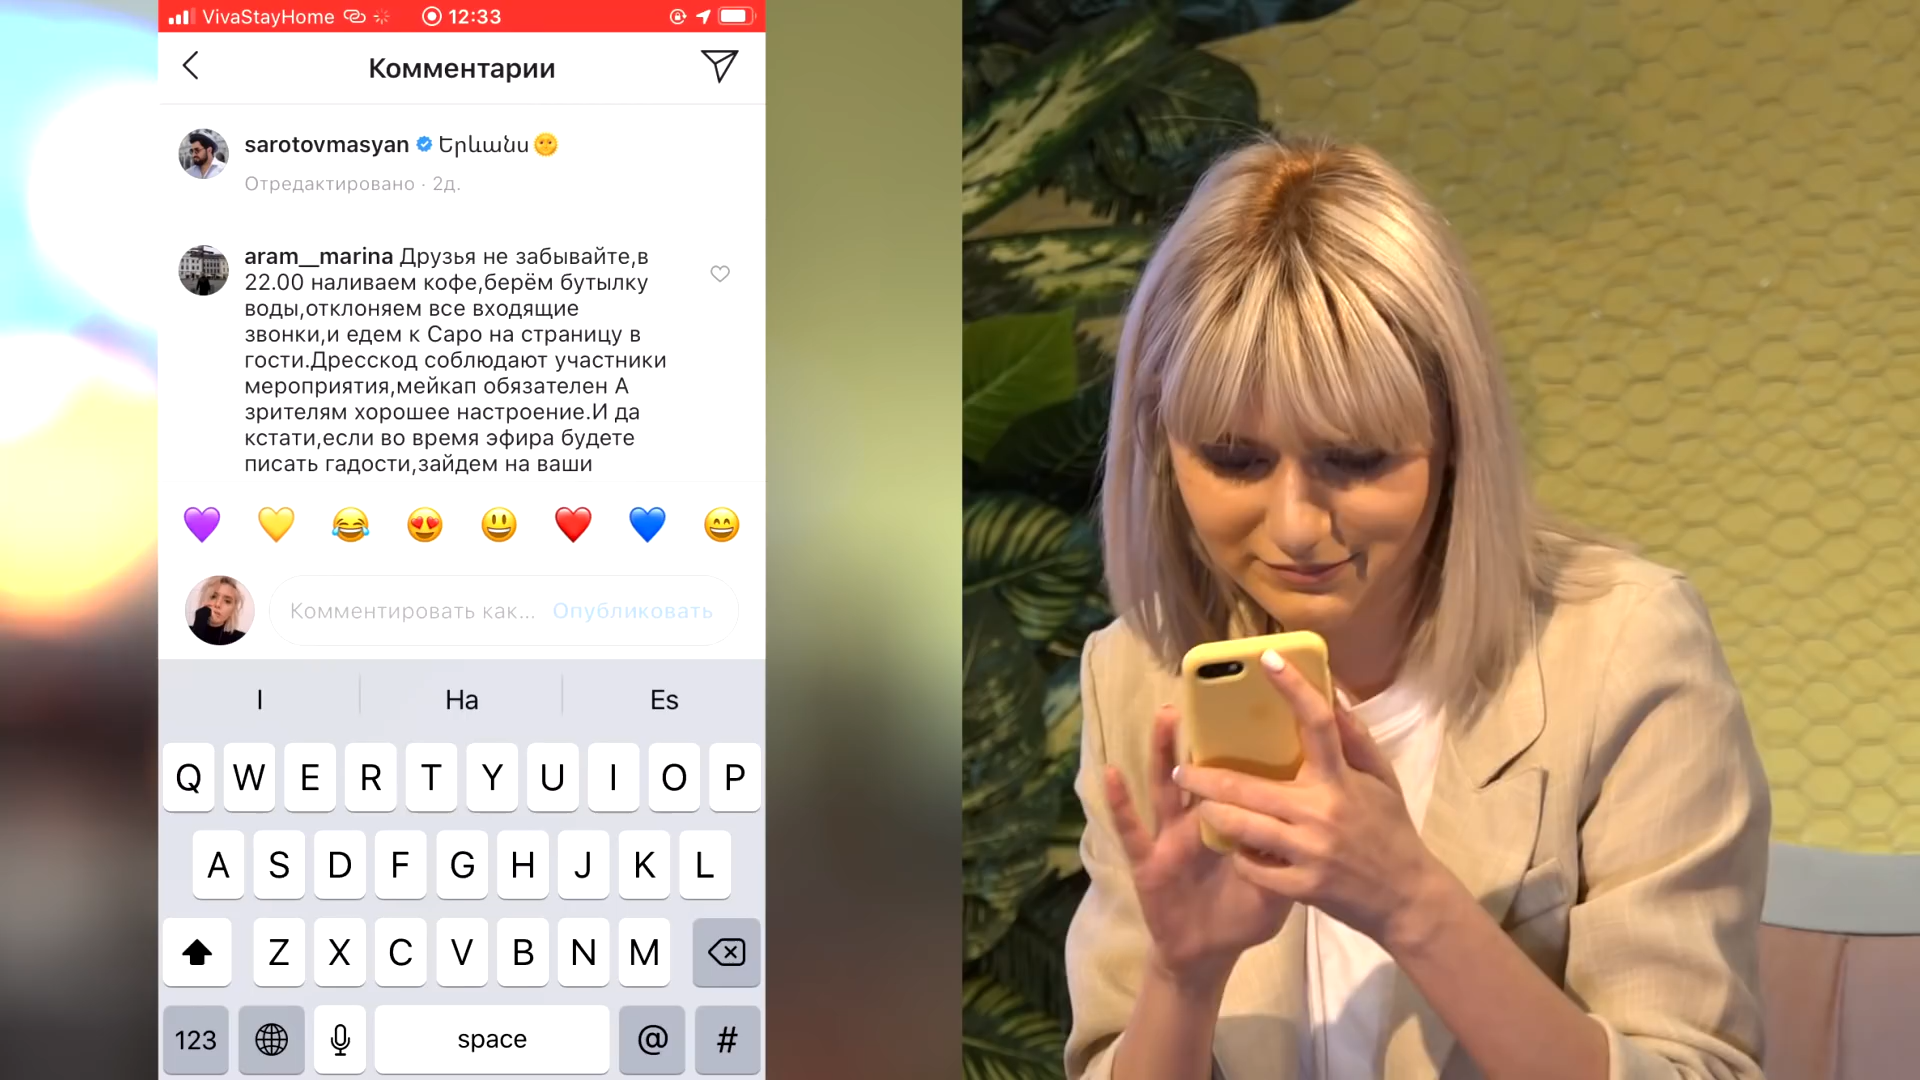 VivaStayHome 12:33
Комментарии
sarotovmasyan Երևանս
Отредактировано · 2д.
aram__marina Друзья не забывайте,в
22.00 наливаем кофе,берём бутылку
воды,отклоняем все входящие
звонки,и едем к Саро на страницу в
гости.Дресскод соблюдают участники
мероприятия,мейкап обязателен А
зрителям хорошее настроение.И да
кстати,если во время эфира будете
писать гадости,зайдем на ваши
Комментировать как... Опубликовать
I Ha Es
Q W E R T Y U I O P
A S D F G H J K L
Z X C V B N M
123 space @ #